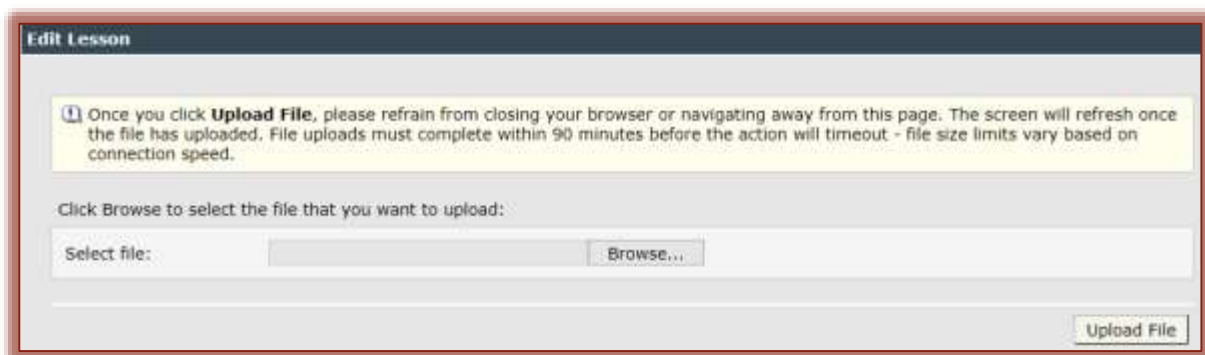 Edit Lesson
Once you click Upload File, please refrain from closing your browser or navigating away from this page. The screen will refresh once
the file has uploaded. File uploads must complete within 90 minutes before the action will timeout - file size limits vary based on
connection speed.
Click Browse to select the file that you want to upload:
Select file:
Browse...
Upload File